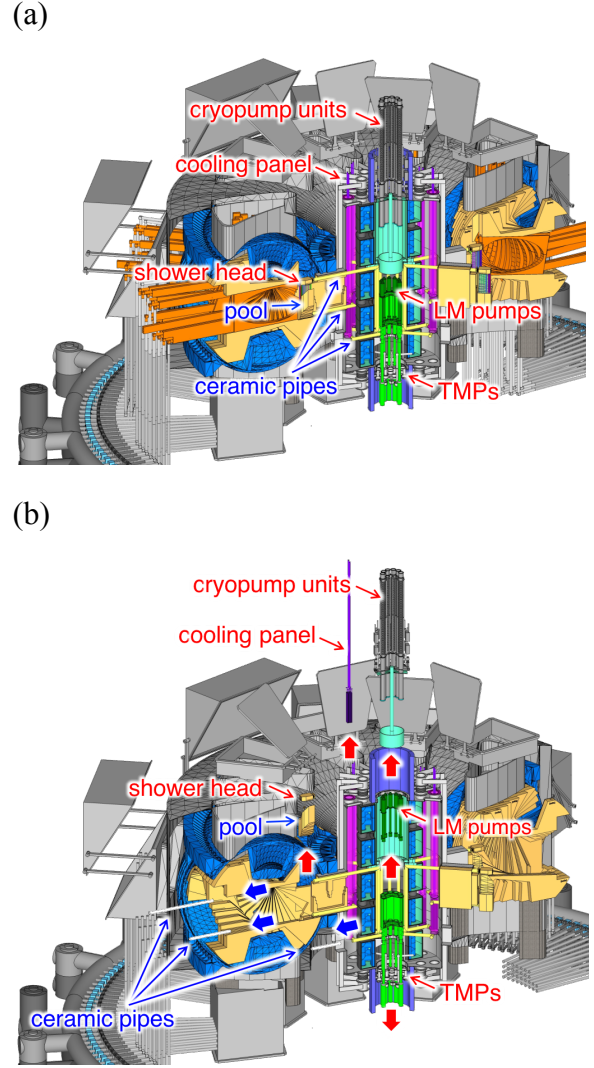 (a)
cryopump units
cooling panel
shower head
pool
LM pumps
ceramic pipes
TMPs
(b)
cryopump units
cooling panel
shower head
pool
LM pumps
TMPs
ceramic pipes